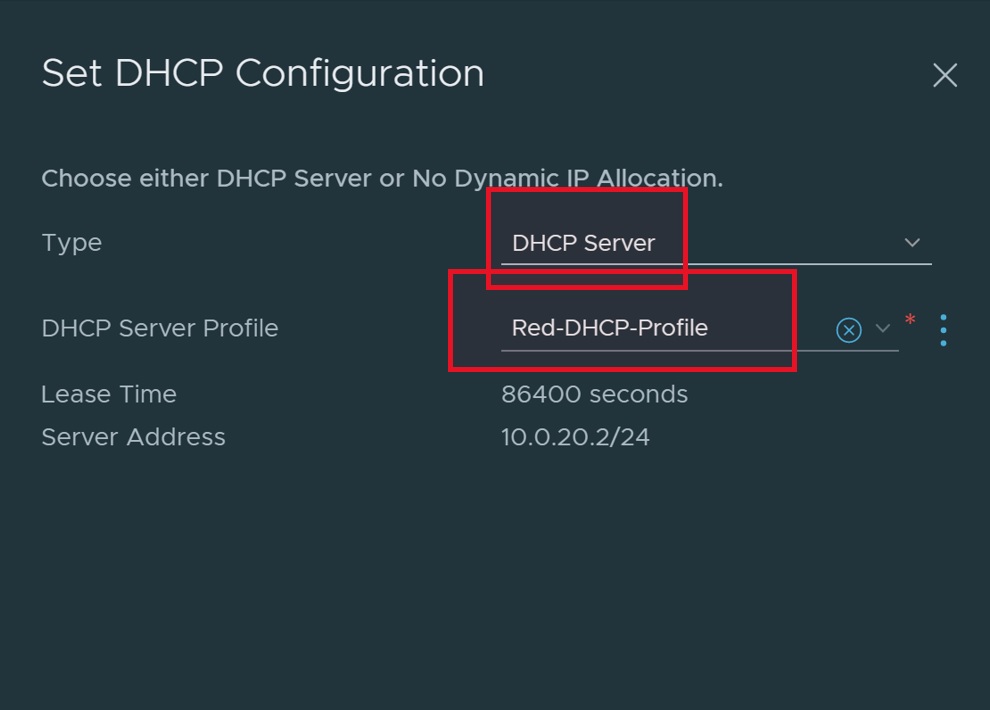 Set DHCP Configuration
Choose either DHCP Server or No Dynamic IP Allocation.
Type DHCP Server
DHCP Server Profile Red-DHCP-Profile *
Lease Time 86400 seconds
Server Address 10.0.20.2/24